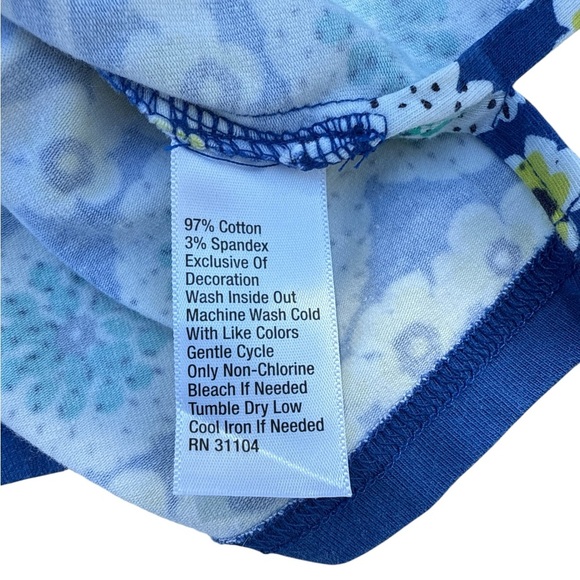 97% Cotton
3% Spandex
Exclusive Of
Decoration
Wash Inside Out
Machine Wash Cold
With Like Colors
Gentle Cycle
Only Non-Chlorine
Bleach If Needed
Tumble Dry Low
Cool Iron If Needed
RN 31104